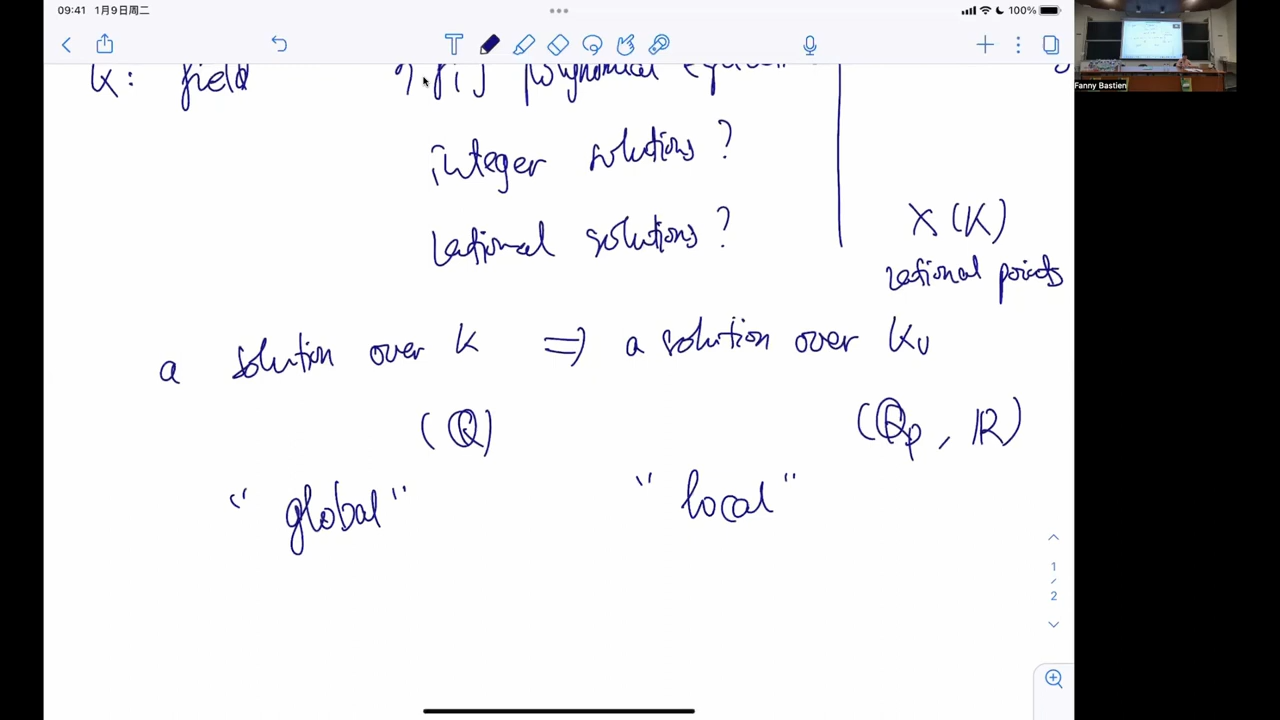 09:41 1月9日周二
100%
Fanny Bastien
K: field
polynomial
integer solutions ?
rational solutions ?
X(K)
rational points
a solution over K ⟹ a solution over Kv
(ℚ) (ℚp, ℝ)
"global" "local"
1
/
2